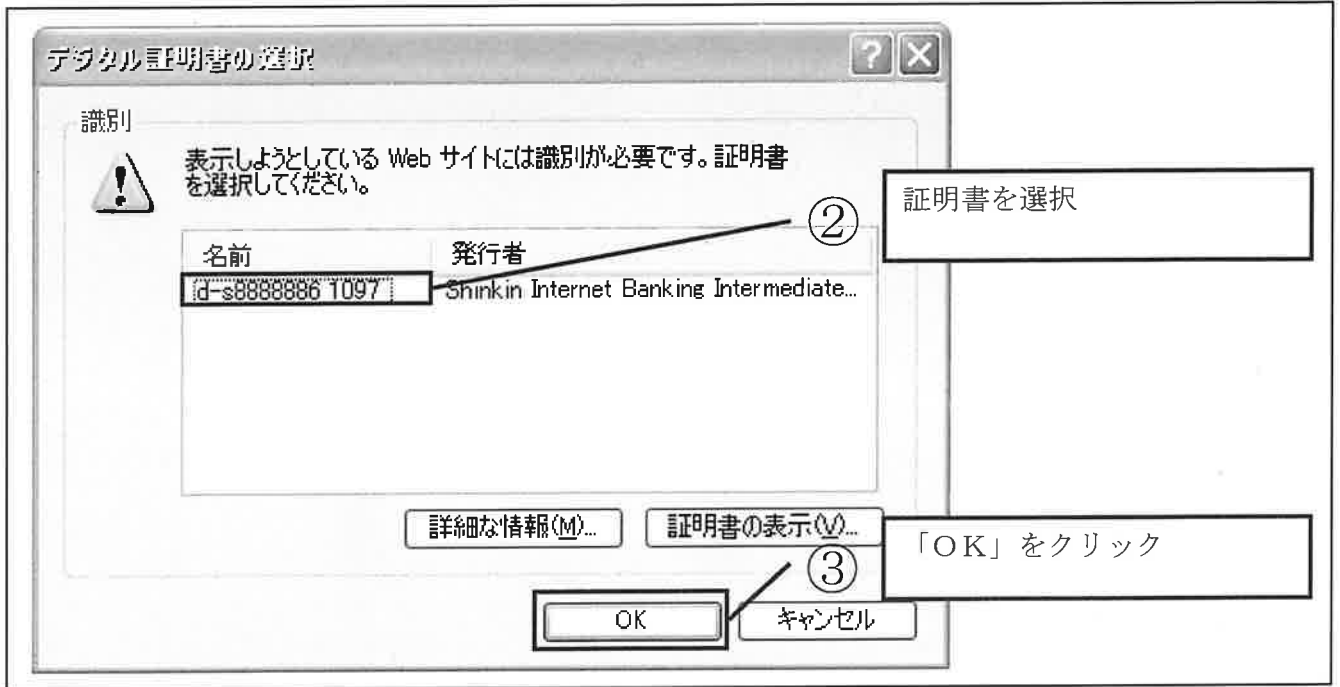 デジタル証明書の選択
識別
表示しようとしている Web サイトには識別が必要です。証明書
を選択してください。
② 証明書を選択
名前 発行者
d-s8888886 1097 Shinkin Internet Banking Intermediate...
詳細な情報(M)... 証明書の表示(V)...
③ 「OK」をクリック
OK キャンセル